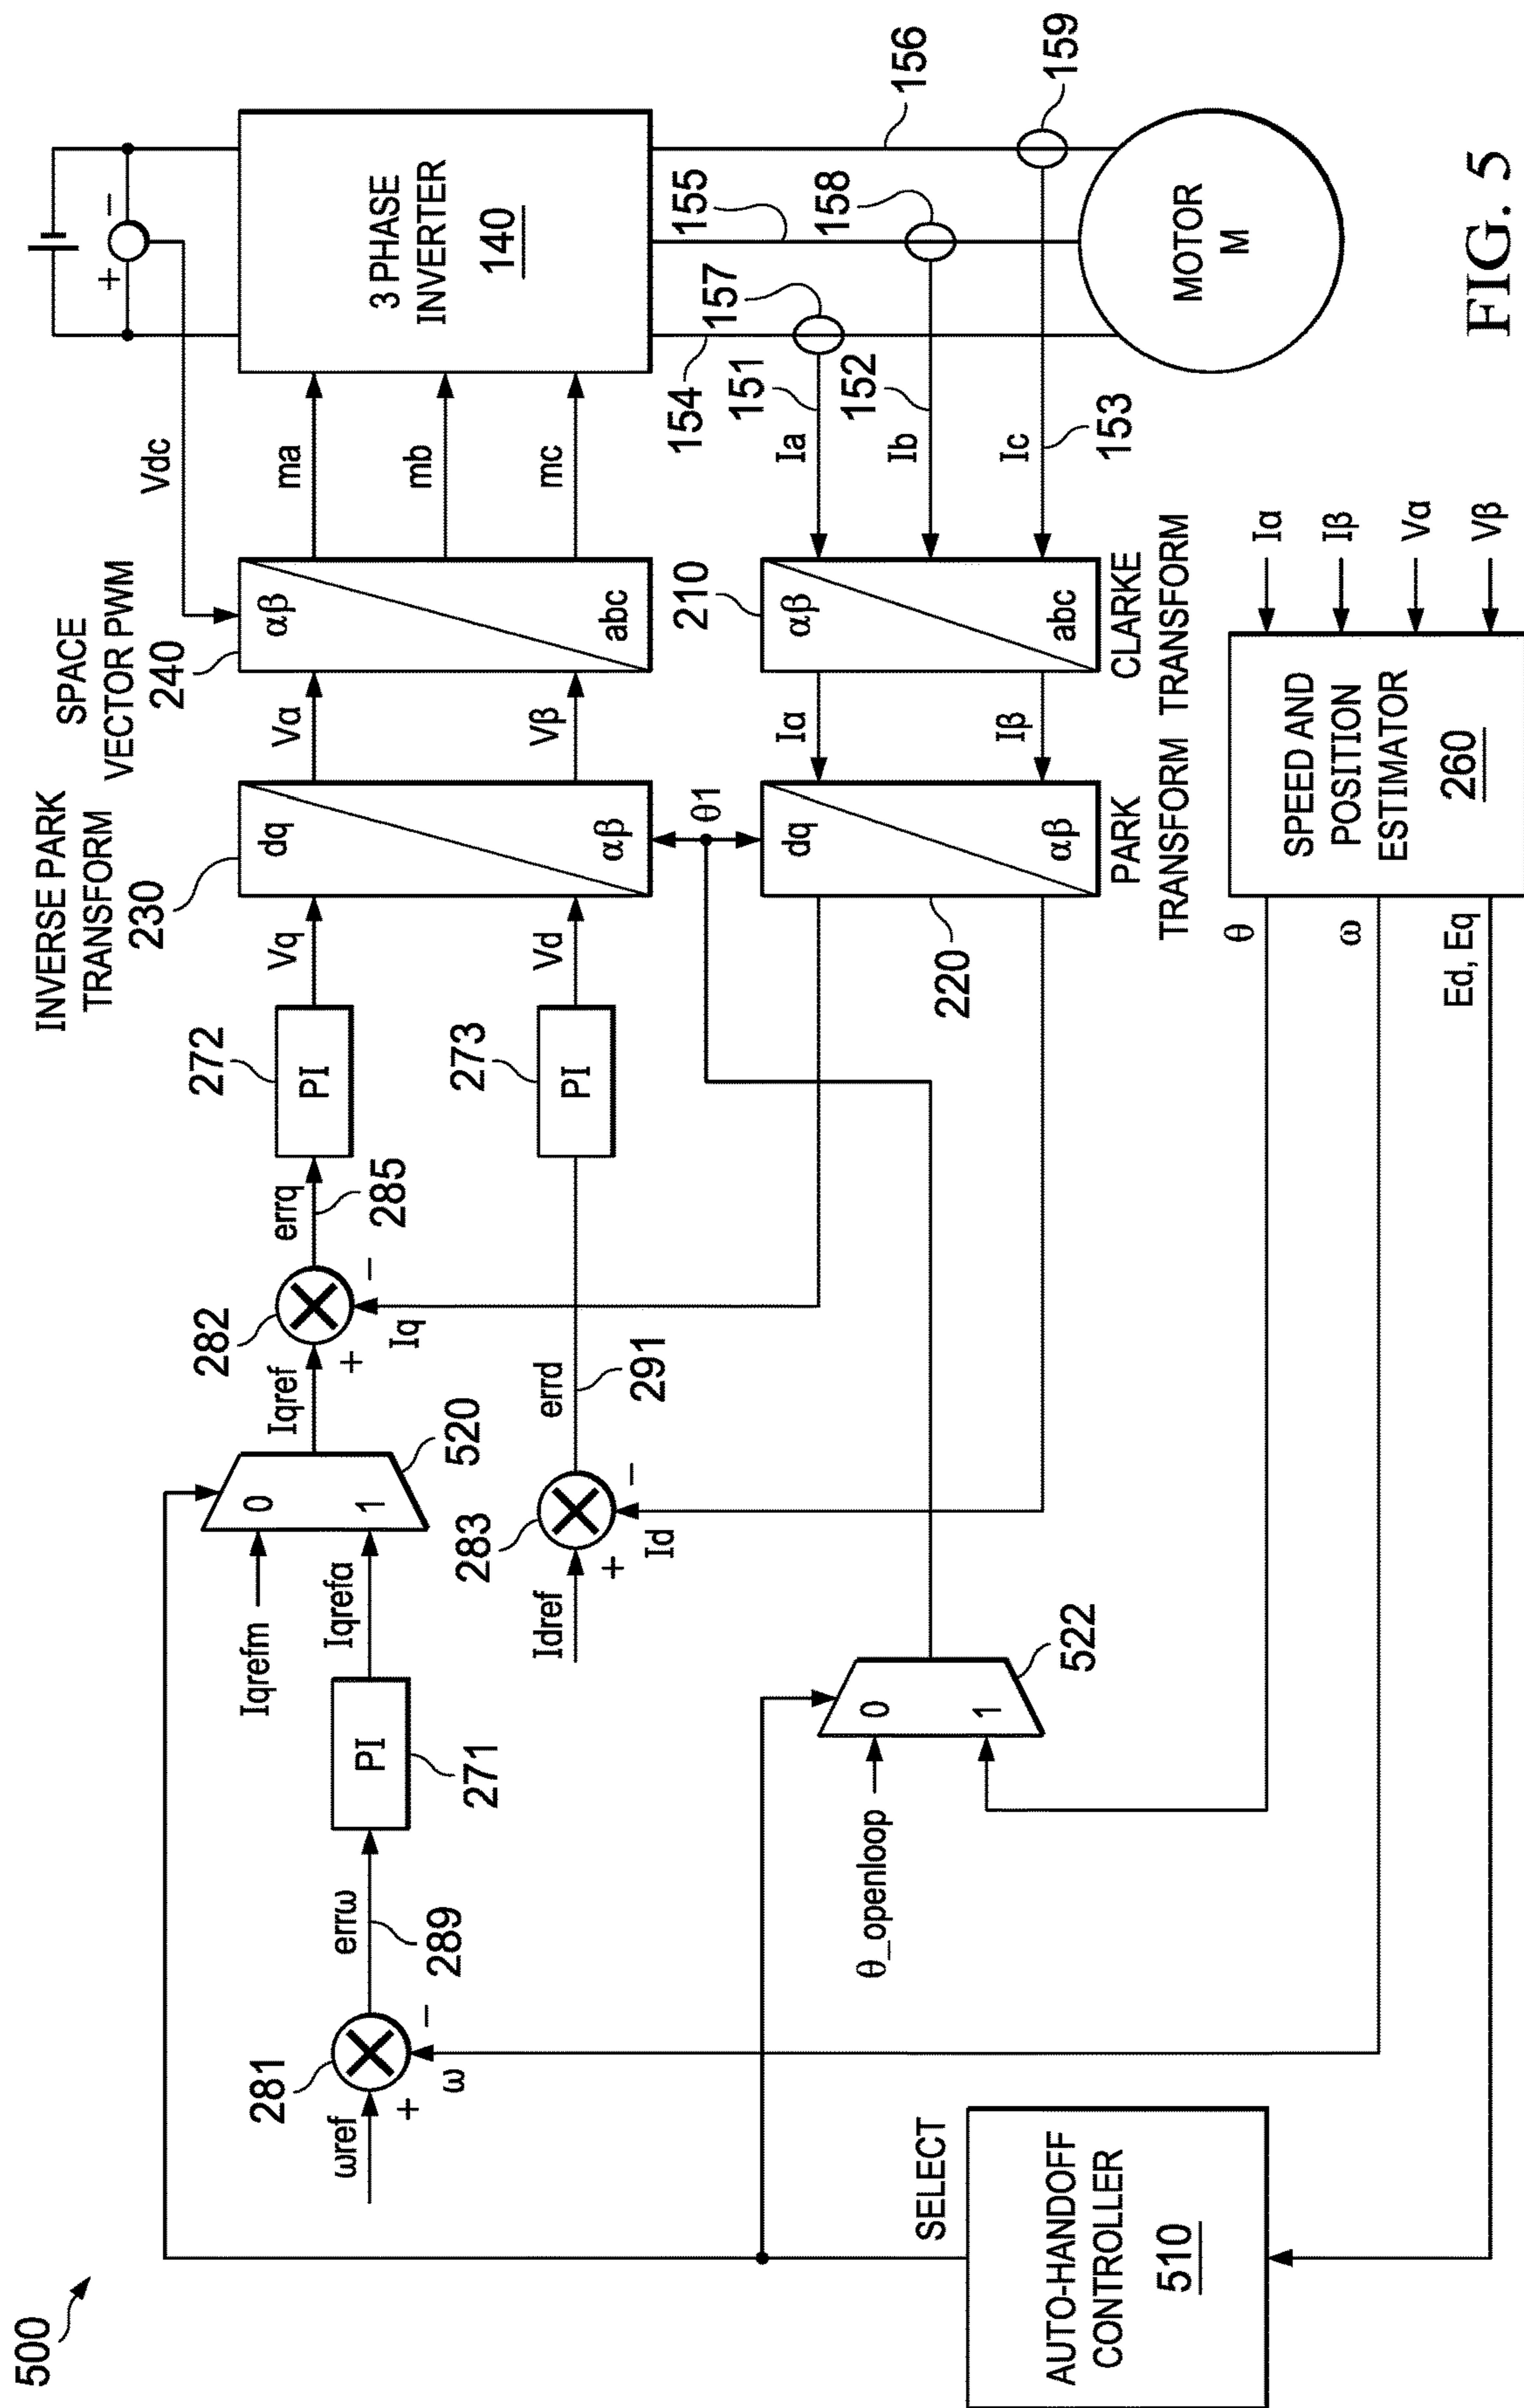 500
ωref
+
−
ω
281
errω
289
PI
271
Iqrefm
Iqrefa
0
1
520
Iqref
+
−
Iq
282
errq
285
PI
272
Vq
INVERSE PARK
TRANSFORM
230
dq
αβ
Vα
Vβ
SPACE
VECTOR PWM
240
αβ
abc
Vdc
+
−
ma
mb
mc
3 PHASE
INVERTER
140
Idref
+
−
Id
283
errd
291
PI
273
Vd
θ1
154
155
156
157
158
159
151
Ia
152
Ib
Ic
153
210
αβ
abc
CLARKE
TRANSFORM
Iα
Iβ
dq
αβ
220
PARK
TRANSFORM
MOTOR
M
θ_openloop
0
1
522
SELECT
AUTO-HANDOFF
CONTROLLER
510
θ
ω
Ed, Eq
SPEED AND
POSITION
ESTIMATOR
260
Iα
Iβ
Vα
Vβ
FIG. 5